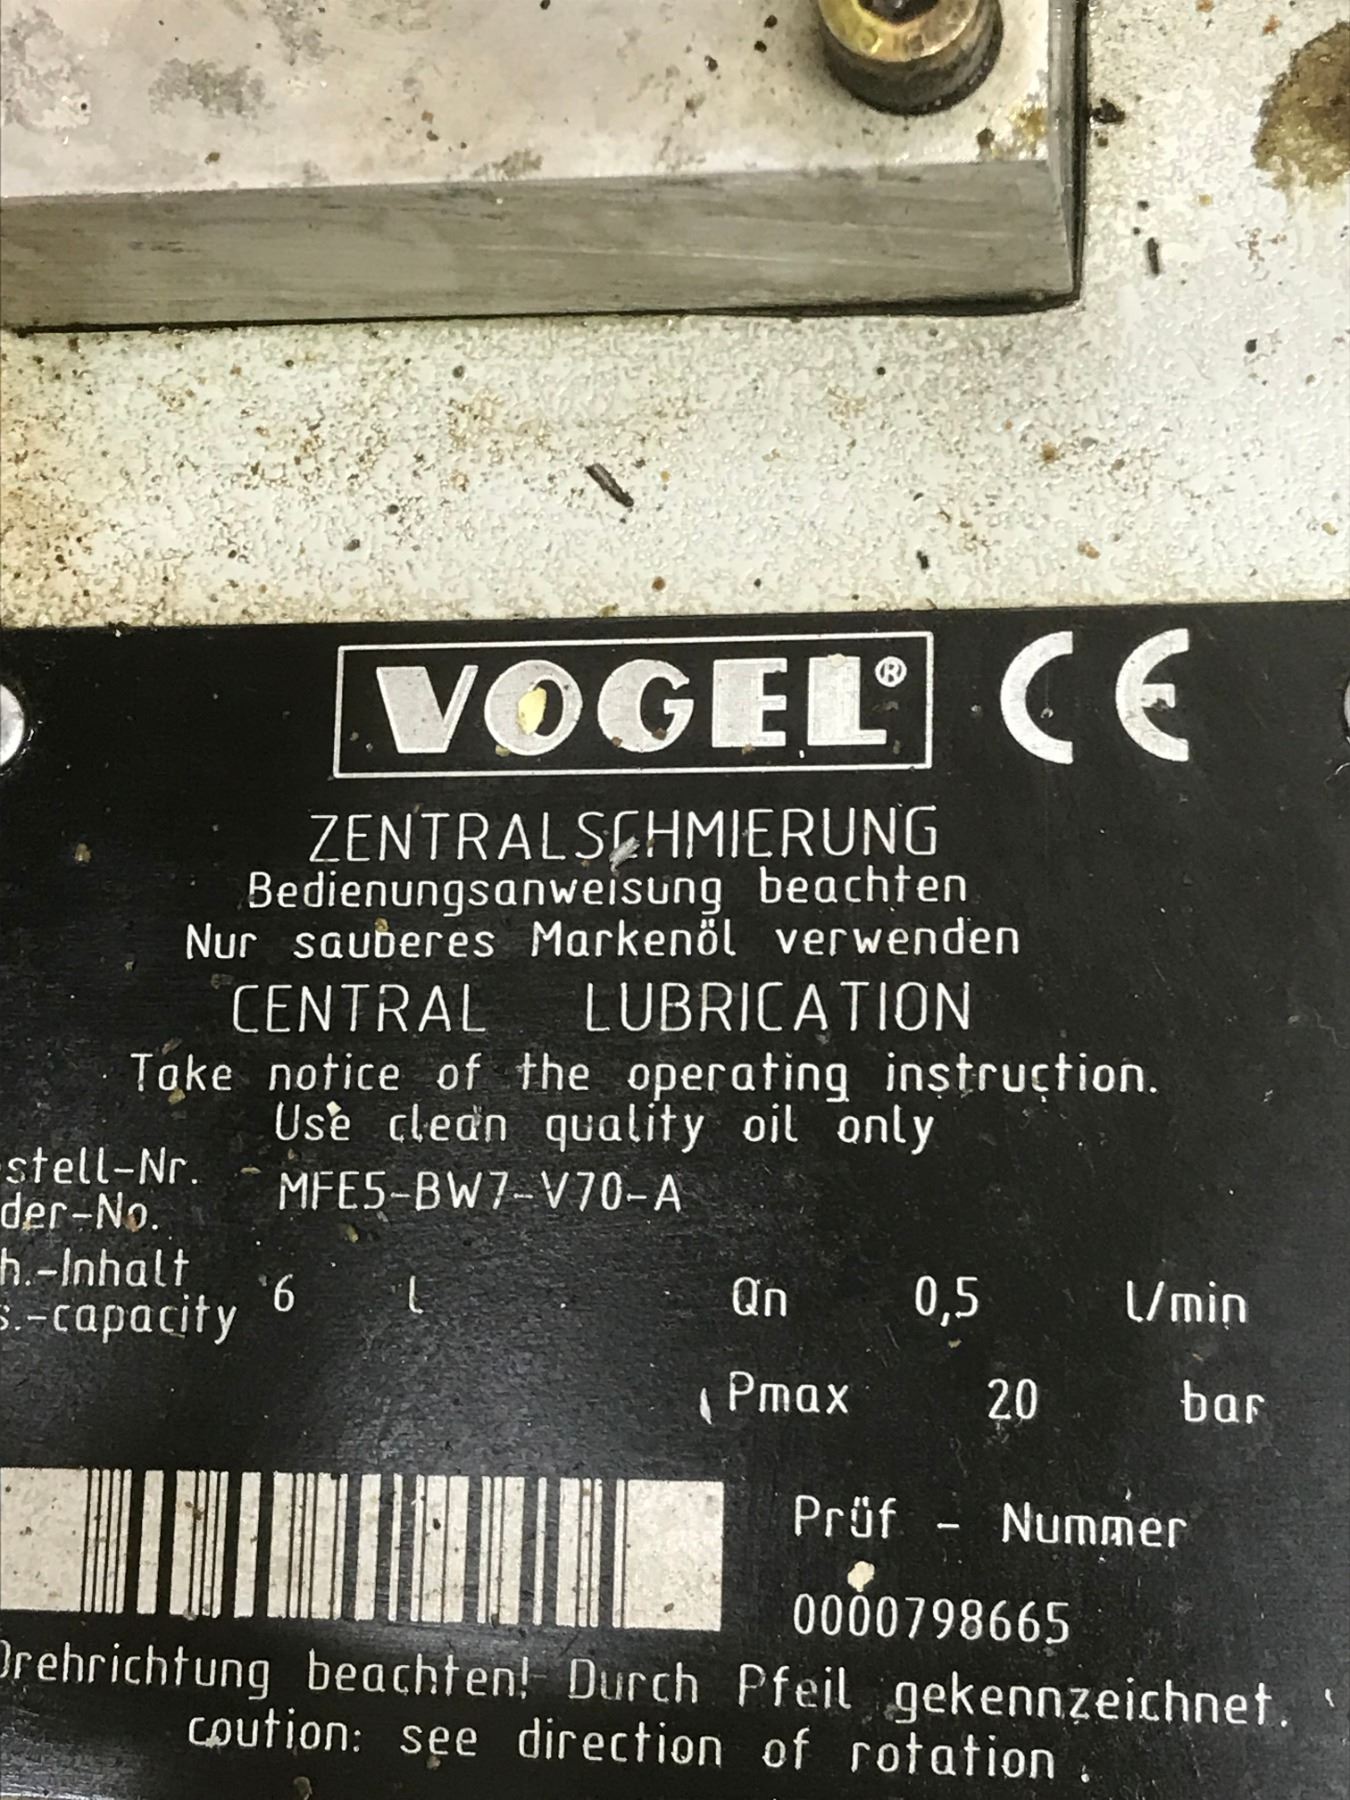 VOGEL® CE
ZENTRALSCHMIERUNG
Bedienungsanweisung beachten
Nur sauberes Markenöl verwenden
CENTRAL LUBRICATION
Take notice of the operating instruction.
Use clean quality oil only
stell-Nr. MFE5-BW7-V70-A
der-No.
h.-Inhalt 6 l Qn 0,5 l/min
s.-capacity
Pmax 20 bar
Prüf - Nummer
0000798665
Drehrichtung beachten! Durch Pfeil gekennzeichnet.
coution: see direction of rotation.